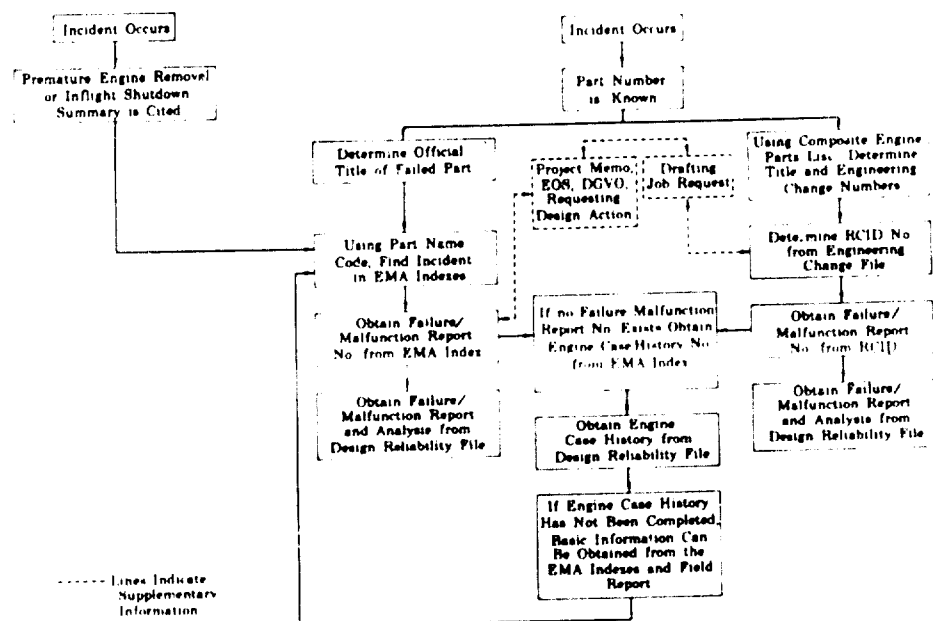 Incident Occurs
Premature Engine Removal
or Inflight Shutdown
Summary is Cited
Incident Occurs
Part Number
is Known
Determine Official
Title of Failed Part
Project Memo,
EOS, DGVO,
Requesting
Design Action
Drafting
Job Request
Using Composite Engine
Parts List, Determine
Title and Engineering
Change Numbers
Using Part Name
Code, Find Incident
in EMA Indexes
Determine RCID No
from Engineering
Change File
Obtain Failure/
Malfunction Report
No from EMA Index
If no Failure Malfunction
Report No. Exists Obtain
Engine Case History No
from EMA Index
Obtain Failure/
Malfunction Report
No. from RCID
Obtain Failure/
Malfunction Report
and Analysis from
Design Reliability File
Obtain Engine
Case History from
Design Reliability File
Obtain Failure/
Malfunction Report
and Analysis from
Design Reliability File
If Engine Case History
Has Not Been Completed,
Basic Information Can
Be Obtained from the
EMA Indexes and Field
Report
Lines Indicate
Supplementary
Information